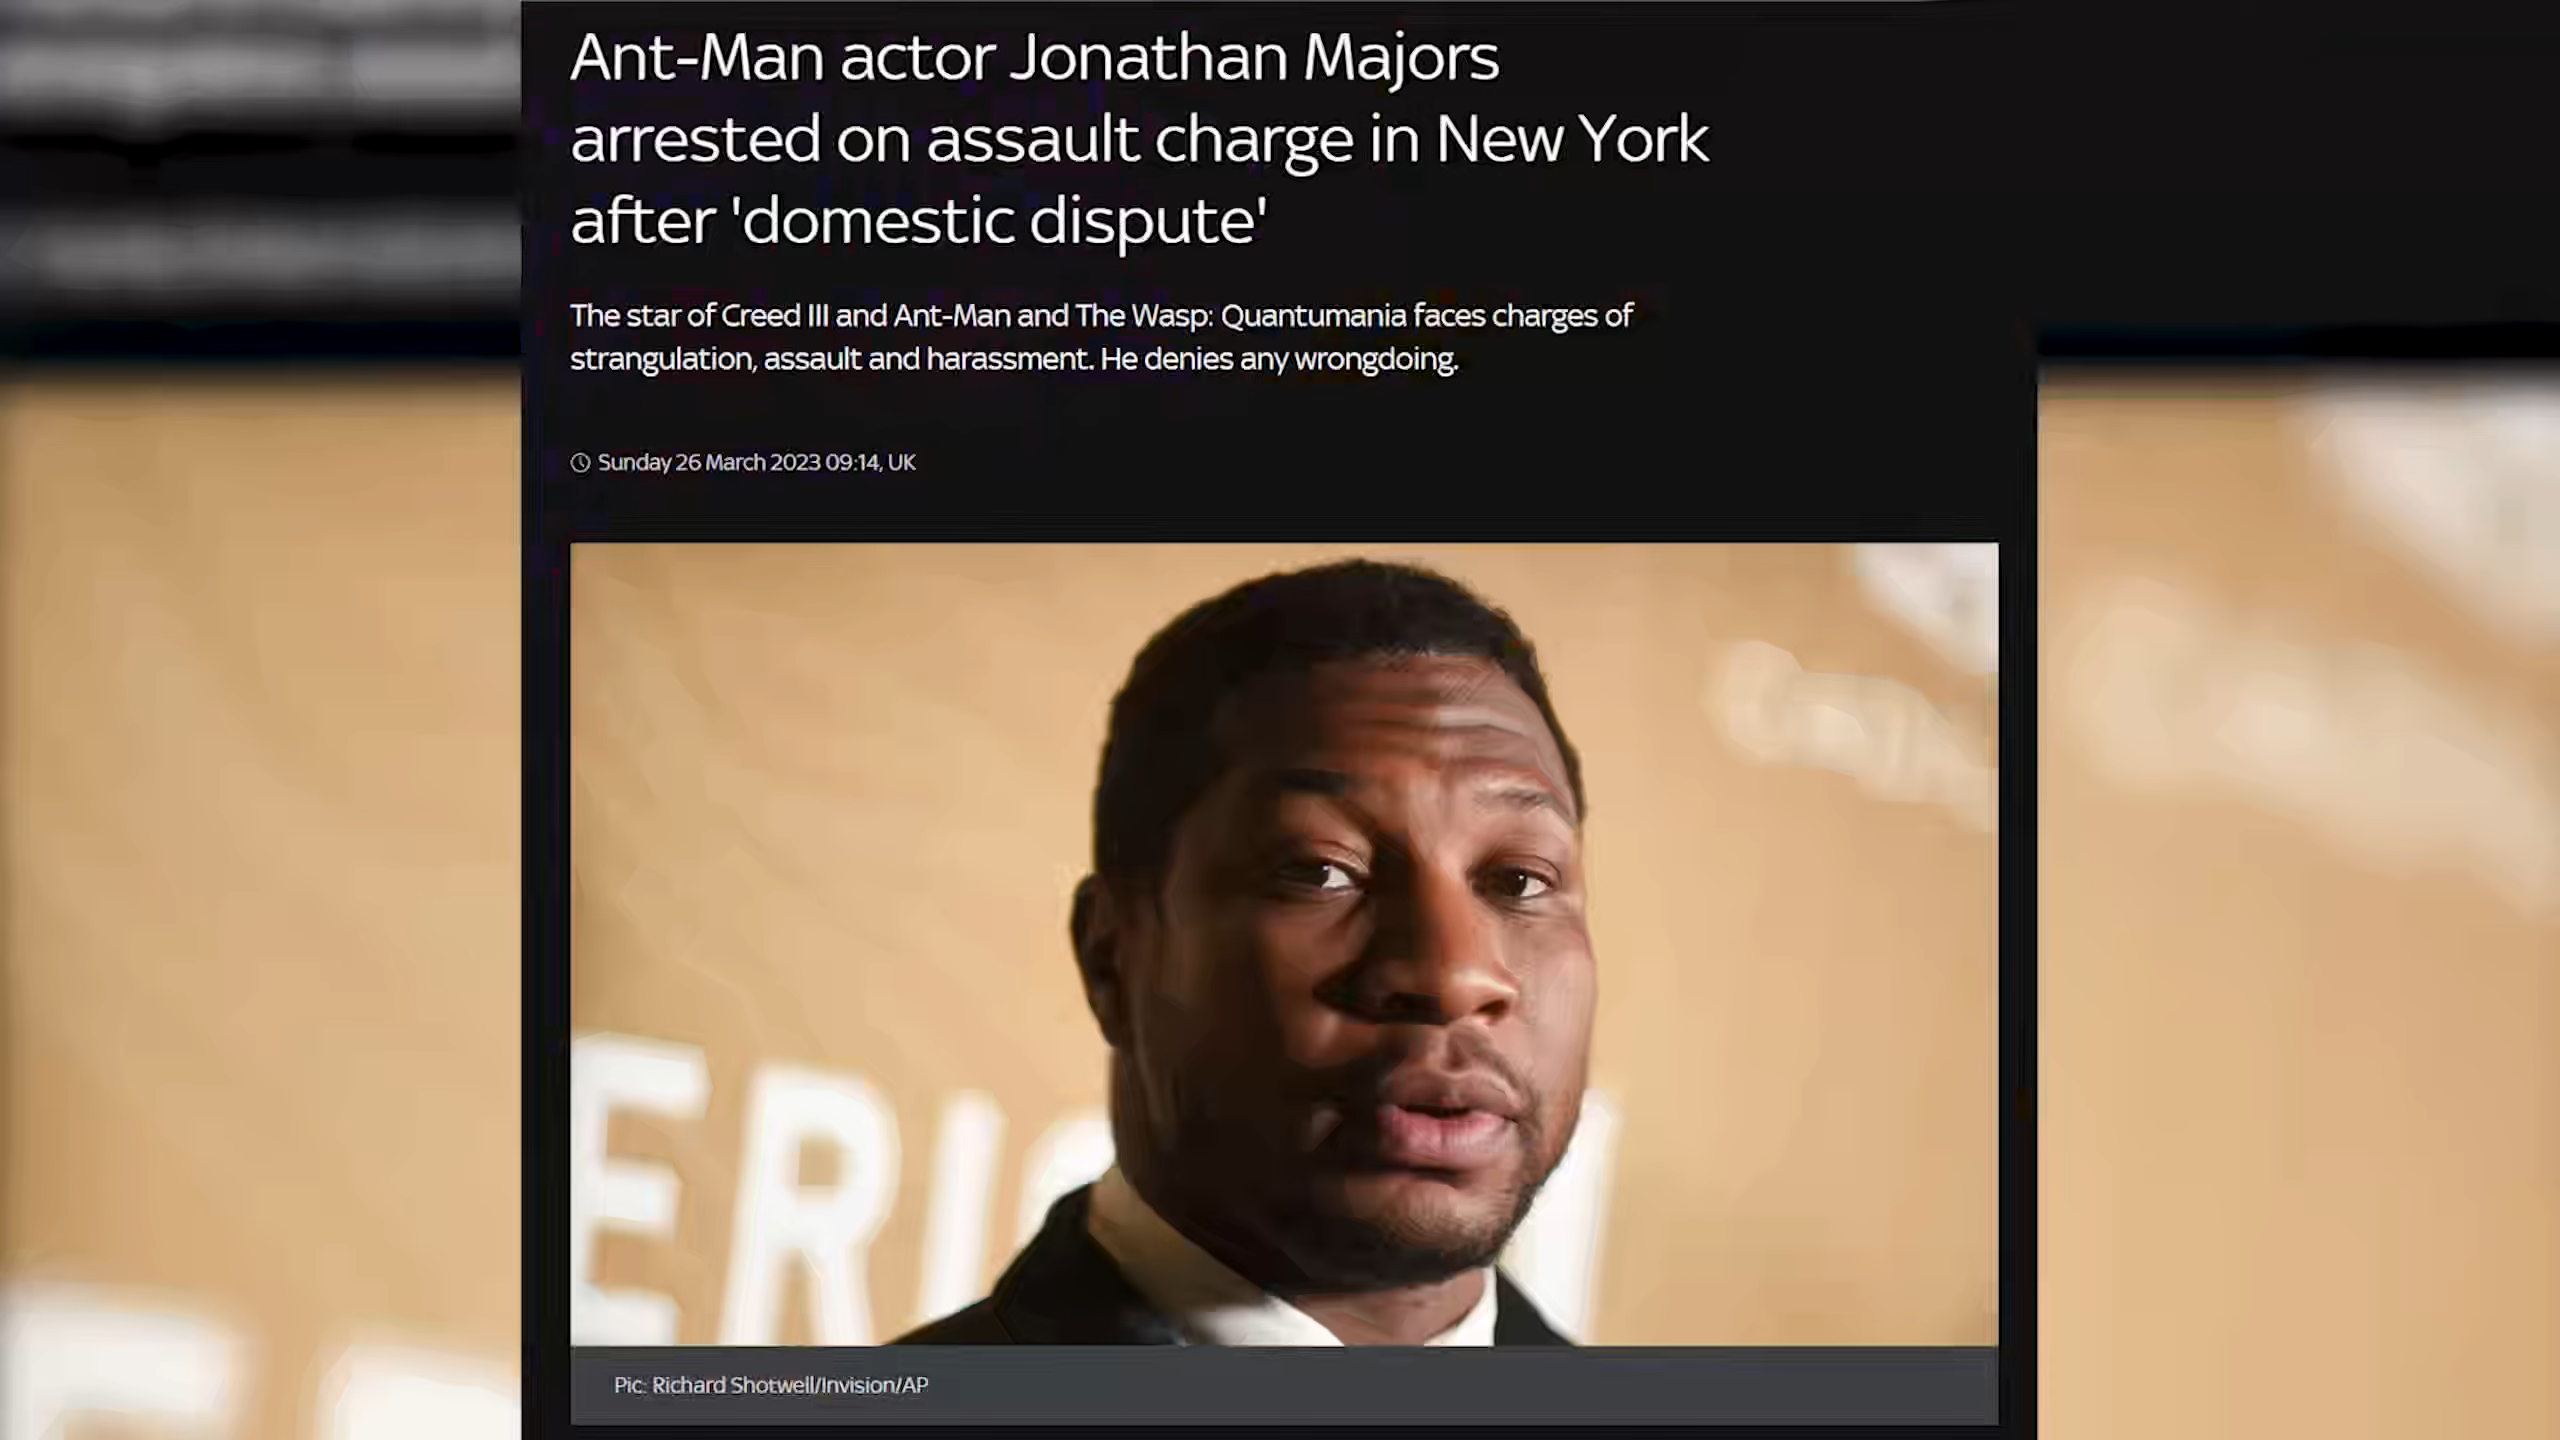 Ant-Man actor Jonathan Majors
arrested on assault charge in New York
after 'domestic dispute'
The star of Creed III and Ant-Man and The Wasp: Quantumania faces charges of
strangulation, assault and harassment. He denies any wrongdoing.
Sunday 26 March 2023 09:14, UK
ERIC
Pic: Richard Shotwell/Invision/AP